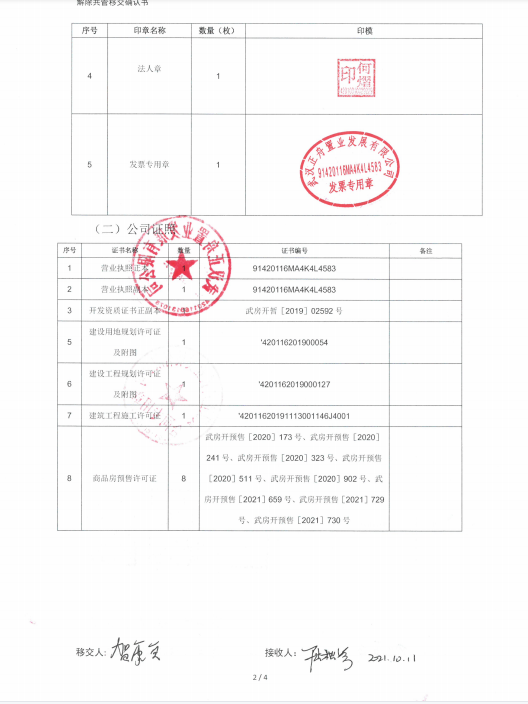 解除共管移交确认书
序号 印章名称 数量（枚） 印模
4 法人章 1
何熠
印
5 发票专用章 1
武汉正舟置业发展有限公司
91420116MA4K4L4583
发票专用章
（二）公司证照
序号 证书名称 数量 证书编号 备注
1 营业执照正本 1 91420116MA4K4L4583
2 营业执照副本 1 91420116MA4K4L4583
3 开发资质证书正副本 武房开暂［2019］02592 号
5 建设用地规划许可证及附图 1 '420116201900054
6 建设工程规划许可证及附图 1 '4201162019000127
7 建筑工程施工许可证 1 '42011620191113001146J4001
8 商品房预售许可证 8
武房开预售［2020］173 号、武房开预售［2020］
241 号、武房开预售［2020］323 号、武房开预售
［2020］511 号、武房开预售［2020］902 号、武
房开预售［2021］659 号、武房开预售［2021］729
号、武房开预售［2021］730 号
移交人:
接收人: 2021.10.11
2 / 4